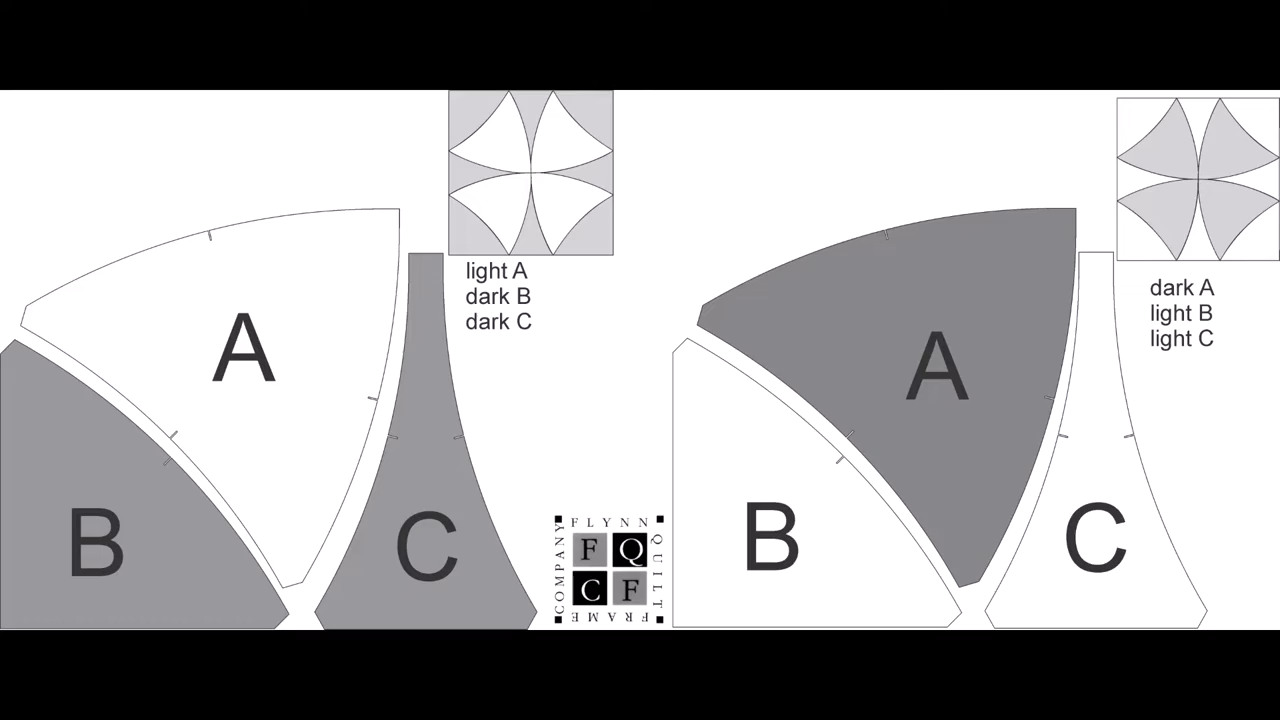 light A
dark B
dark C
dark A
light B
light C
A
A
B
C
B
C
FLYNN
QUILT
FRAME
COMPANY
F Q
C F